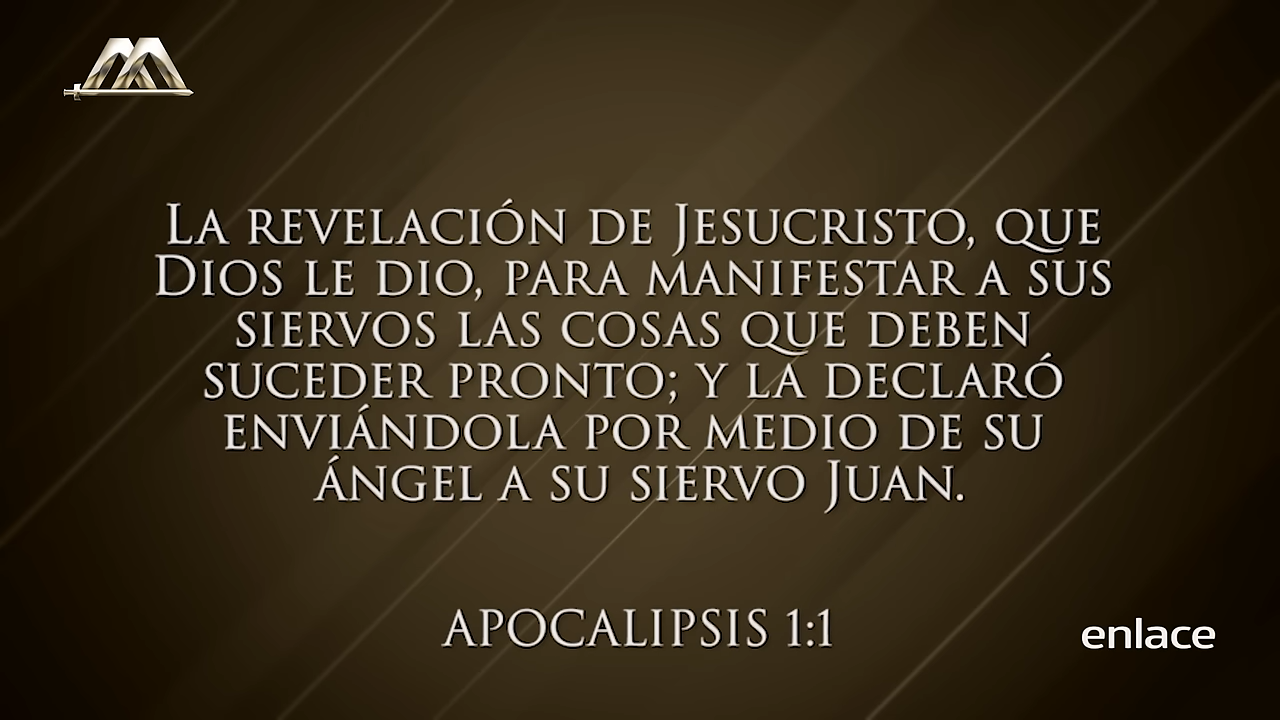 La revelación de Jesucristo, que
Dios le dio, para manifestar a sus
siervos las cosas que deben
suceder pronto; y la declaró
enviándola por medio de su
ángel a su siervo Juan.
APOCALIPSIS 1:1
enlace